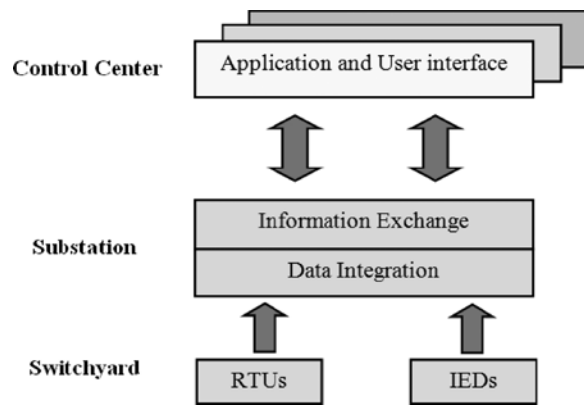 Control Center
Application and User interface
Substation
Information Exchange
Data Integration
Switchyard
RTUs
IEDs